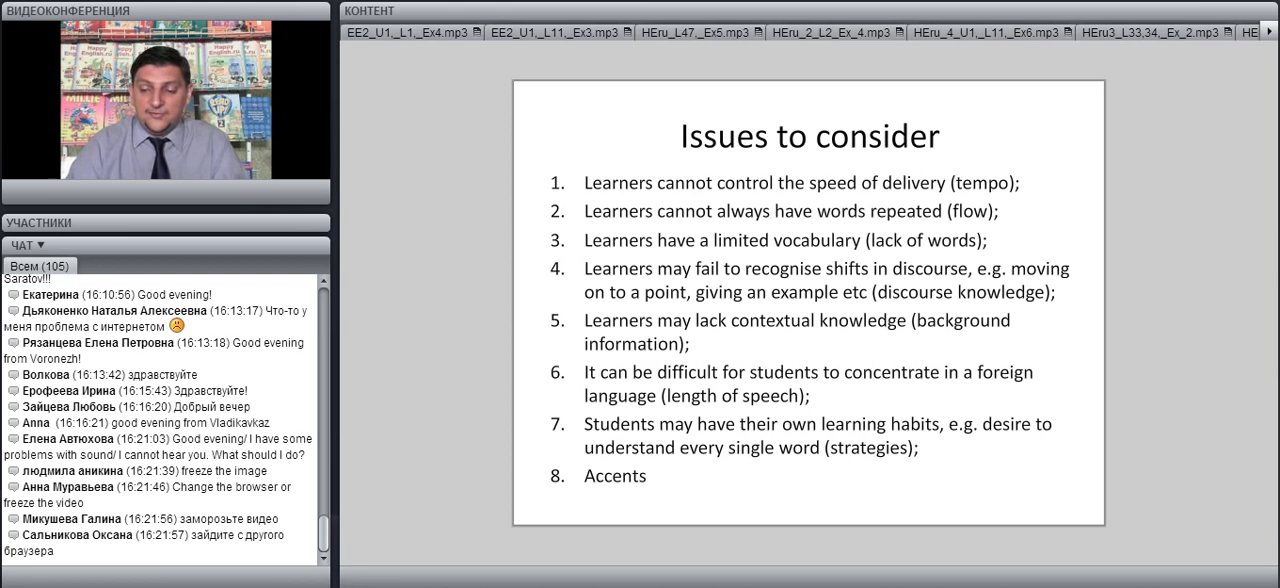 ВИДЕОКОНФЕРЕНЦИЯ
Happy
Happy
English.ru
Happy
English.ru
MILLIE
УЧАСТНИКИ
ЧАТ
Всем (105)
Saratov!!!
Екатерина (16:10:56) Good evening!
Дьяконенко Наталья Алексеевна (16:13:17) Что-то у
меня проблема с интернетом
Рязанцева Елена Петровна (16:13:18) Good evening
from Voronezh!
Волкова (16:13:42) здравствуйте
Ерофеева Ирина (16:15:43) Здравствуйте!
Зайцева Любовь (16:16:20) Добрый вечер
Anna (16:16:21) good evening from Vladikavkaz
Елена Автюхова (16:21:03) Good evening/ I have some
problems with sound/ I cannot hear you. What should I do?
людмила аникина (16:21:39) freeze the image
Анна Муравьева (16:21:46) Change the browser or
freeze the video
Микушева Галина (16:21:56) заморозьте видео
Сальникова Оксана (16:21:57) зайдите с другого
браузера
КОНТЕНТ
EE2_U1,_L1,_Ex4.mp3 EE2_U1,_L11,_Ex3.mp3 HEru_L47,_Ex5.mp3 HEru_2_L2_Ex_4.mp3 HEru_4_U1,_L11,_Ex6.mp3 HEru3_L33,34,_Ex_2.mp3 HE
Issues to consider
1. Learners cannot control the speed of delivery (tempo);
2. Learners cannot always have words repeated (flow);
3. Learners have a limited vocabulary (lack of words);
4. Learners may fail to recognise shifts in discourse, e.g. moving
on to a point, giving an example etc (discourse knowledge);
5. Learners may lack contextual knowledge (background
information);
6. It can be difficult for students to concentrate in a foreign
language (length of speech);
7. Students may have their own learning habits, e.g. desire to
understand every single word (strategies);
8. Accents